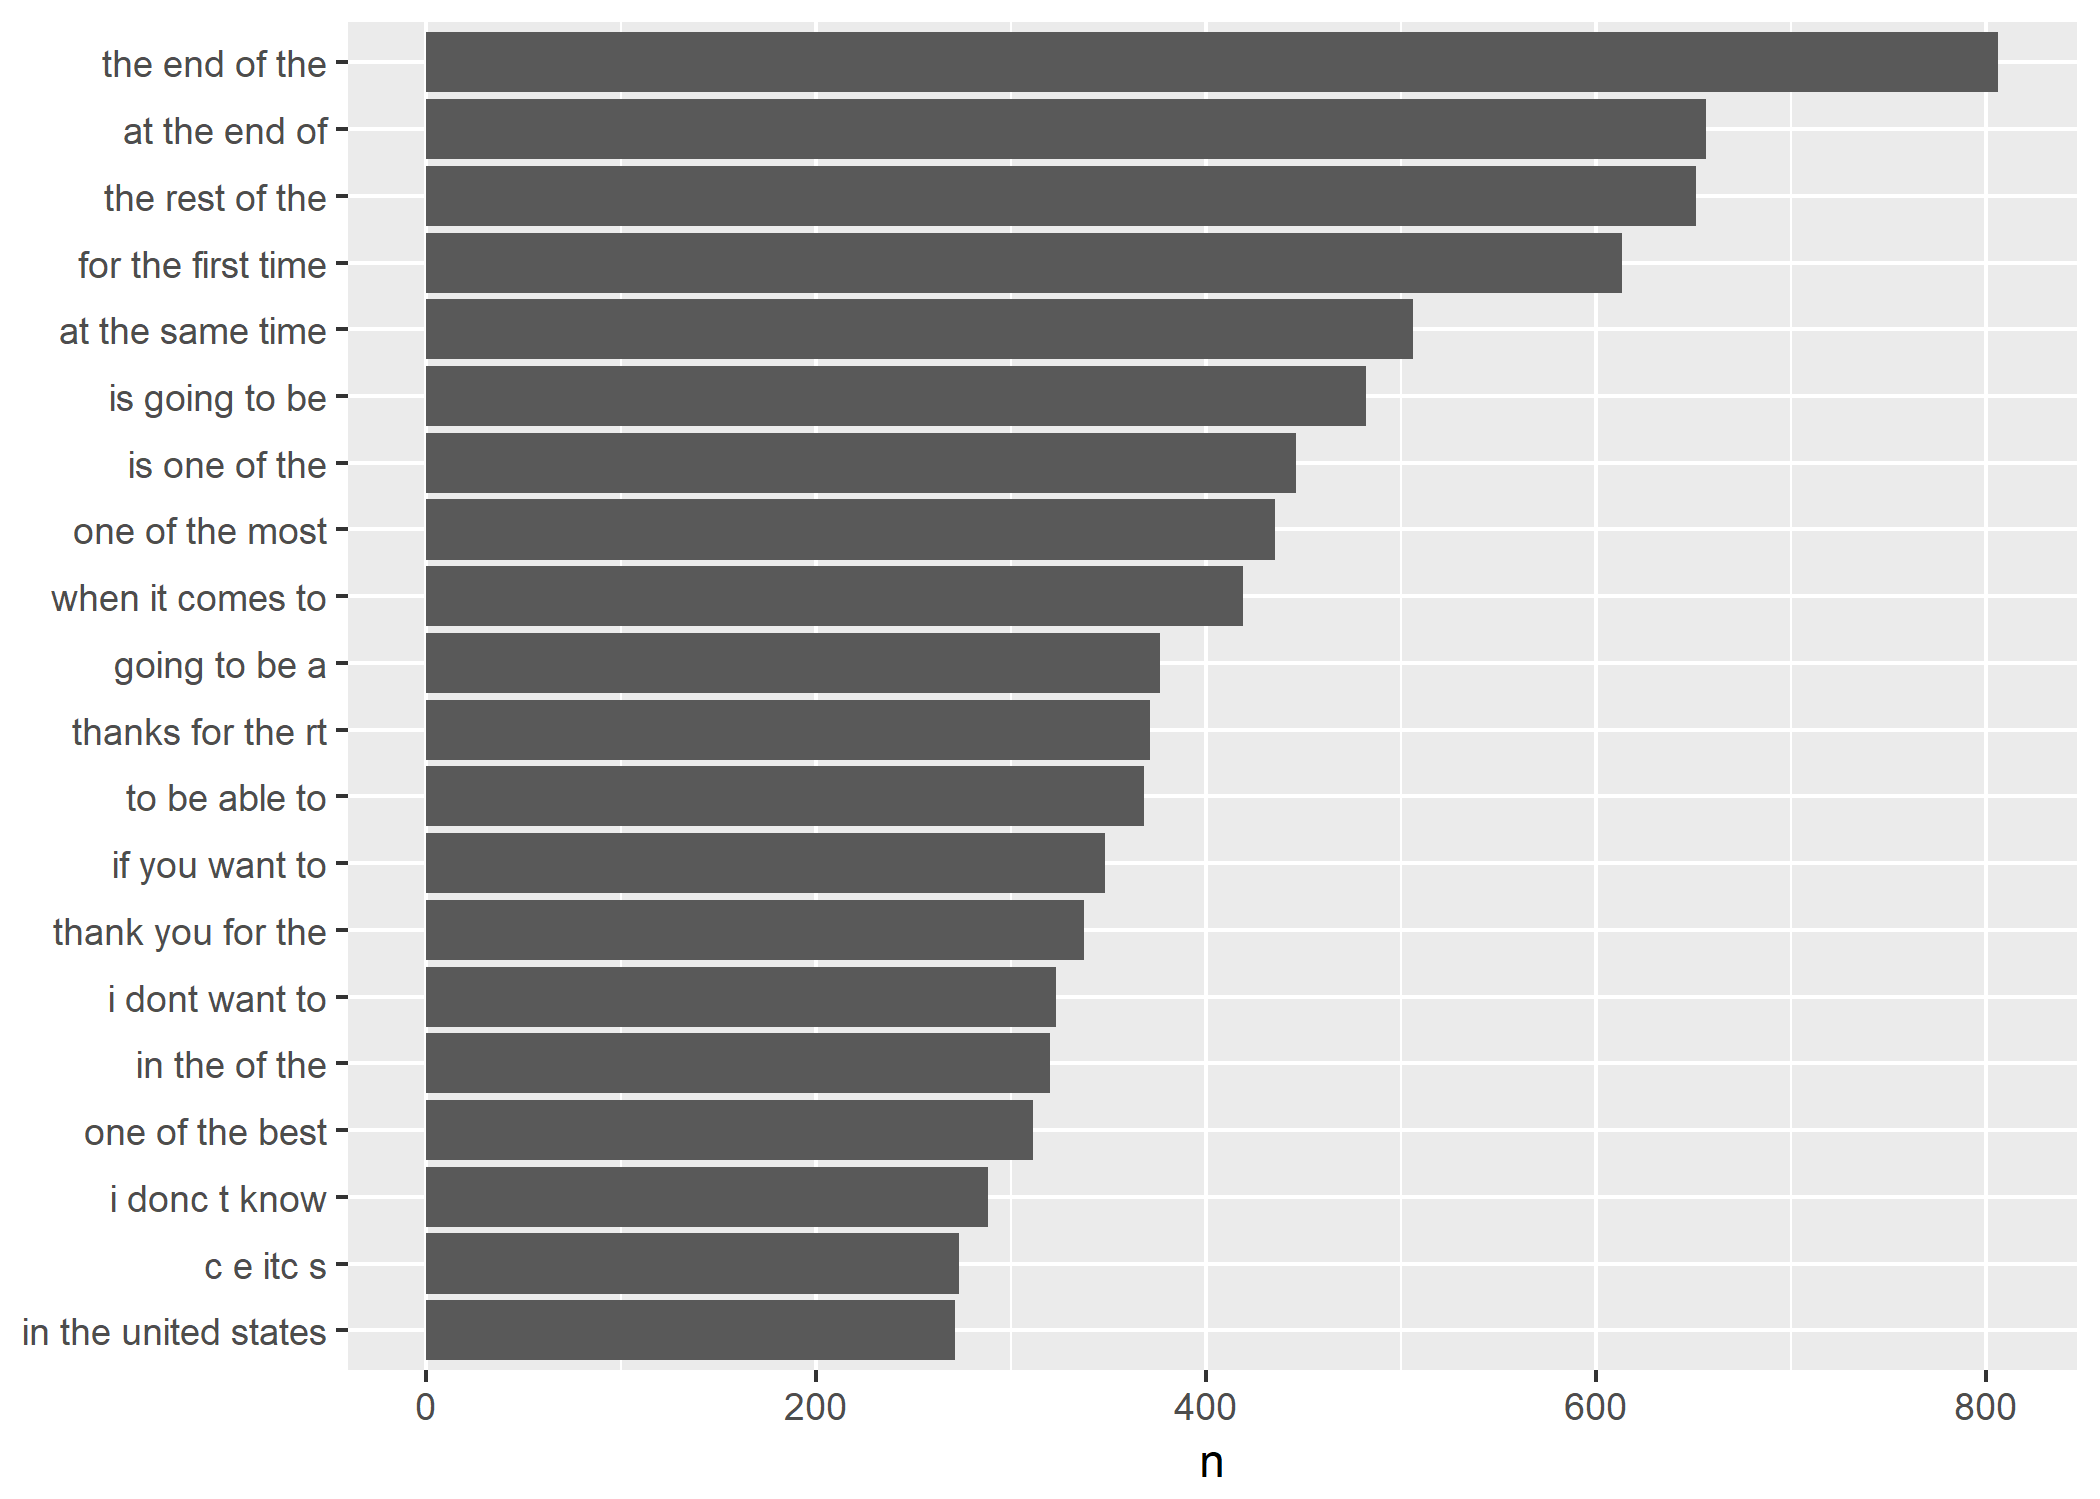 the end of the
at the end of
the rest of the
for the first time
at the same time
is going to be
is one of the
one of the most
when it comes to
going to be a
thanks for the rt
to be able to
if you want to
thank you for the
i dont want to
in the of the
one of the best
i donc t know
c e itc s
in the united states
0 200 400 600 800
n